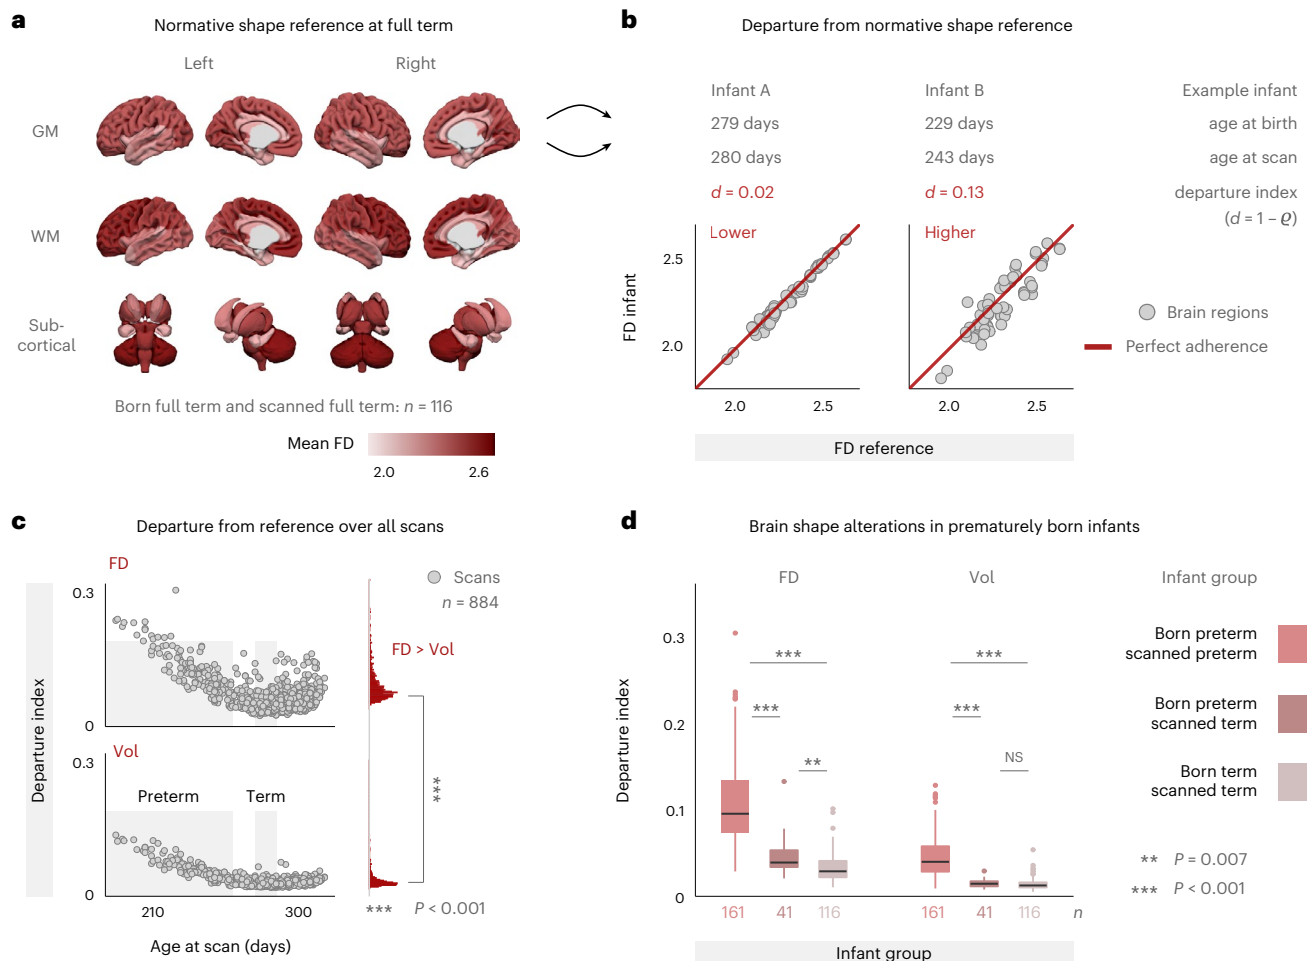 a
Normative shape reference at full term
Left Right
GM
WM
Sub-
cortical
Born full term and scanned full term: n = 116
Mean FD
2.0 2.6
b
Departure from normative shape reference
Infant A Infant B Example infant
279 days 229 days age at birth
280 days 243 days age at scan
d = 0.02 d = 0.13 departure index
(d = 1 – ϱ)
Lower Higher
2.5
2.0
FD infant
2.0 2.5 2.0 2.5
FD reference
Brain regions
Perfect adherence
c
Departure from reference over all scans
FD
0.3
0
Scans
n = 884
FD > Vol
Departure index
Vol
0.3
Preterm Term
0
***
210 300
*** P < 0.001
Age at scan (days)
d
Brain shape alterations in prematurely born infants
FD Vol Infant group
Departure index
0.3
0.2
0.1
0
*** ***
*** ***
** NS
Born preterm
scanned preterm
Born preterm
scanned term
Born term
scanned term
** P = 0.007
*** P < 0.001
161 41 116 161 41 116 n
Infant group